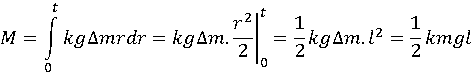 M = ∫₀ᵗ kgΔmrdr = kgΔm. r²/2 |₀ᵗ = 1/2 kgΔm. l² = 1/2 kmgl